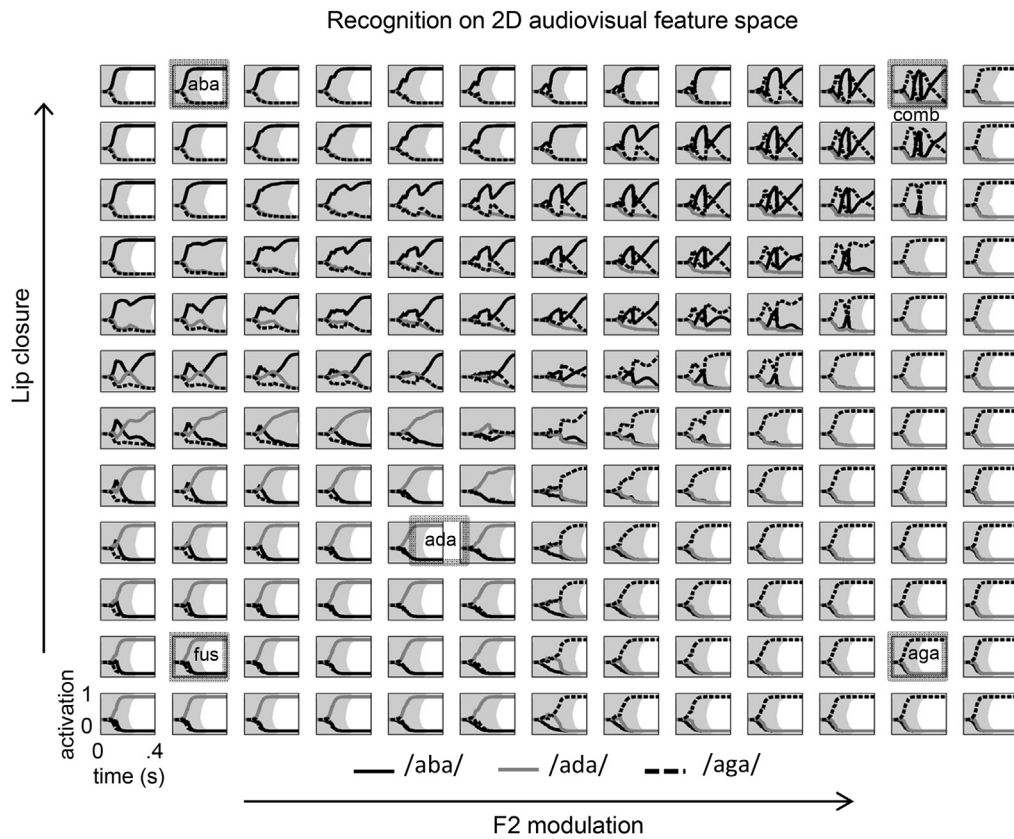 Recognition on 2D audiovisual feature space
aba
comb
Lip closure
ada
fus
aga
activation
1
0
0 .4
time (s)
/aba/ /ada/ /aga/
F2 modulation